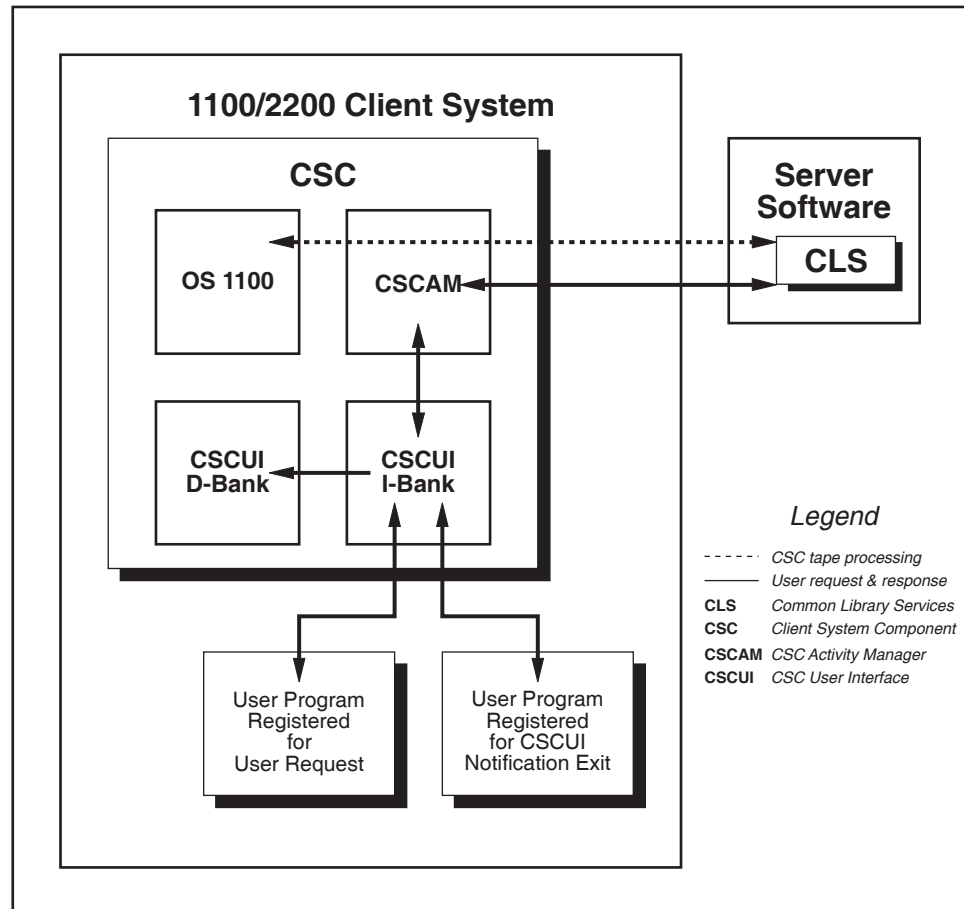 1100/2200 Client System
CSC
OS 1100
CSCAM
CSCUI
D-Bank
CSCUI
I-Bank
User Program
Registered
for
User Request
User Program
Registered
for CSCUI
Notification Exit
Server
Software
CLS
Legend
CSC tape processing
User request & response
CLS Common Library Services
CSC Client System Component
CSCAM CSC Activity Manager
CSCUI CSC User Interface